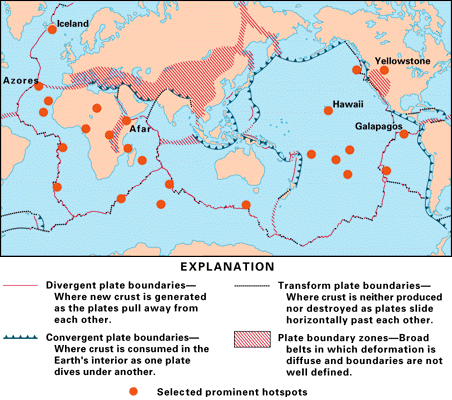 Iceland
Azores
Yellowstone
Hawaii
Afar
Galapagos
EXPLANATION
Divergent plate boundaries—
Where new crust is generated
as the plates pull away from
each other.
Convergent plate boundaries—
Where crust is consumed in the
Earth's interior as one plate
dives under another.
Transform plate boundaries—
Where crust is neither produced
nor destroyed as plates slide
horizontally past each other.
Plate boundary zones—Broad
belts in which deformation is
diffuse and boundaries are not
well defined.
Selected prominent hotspots